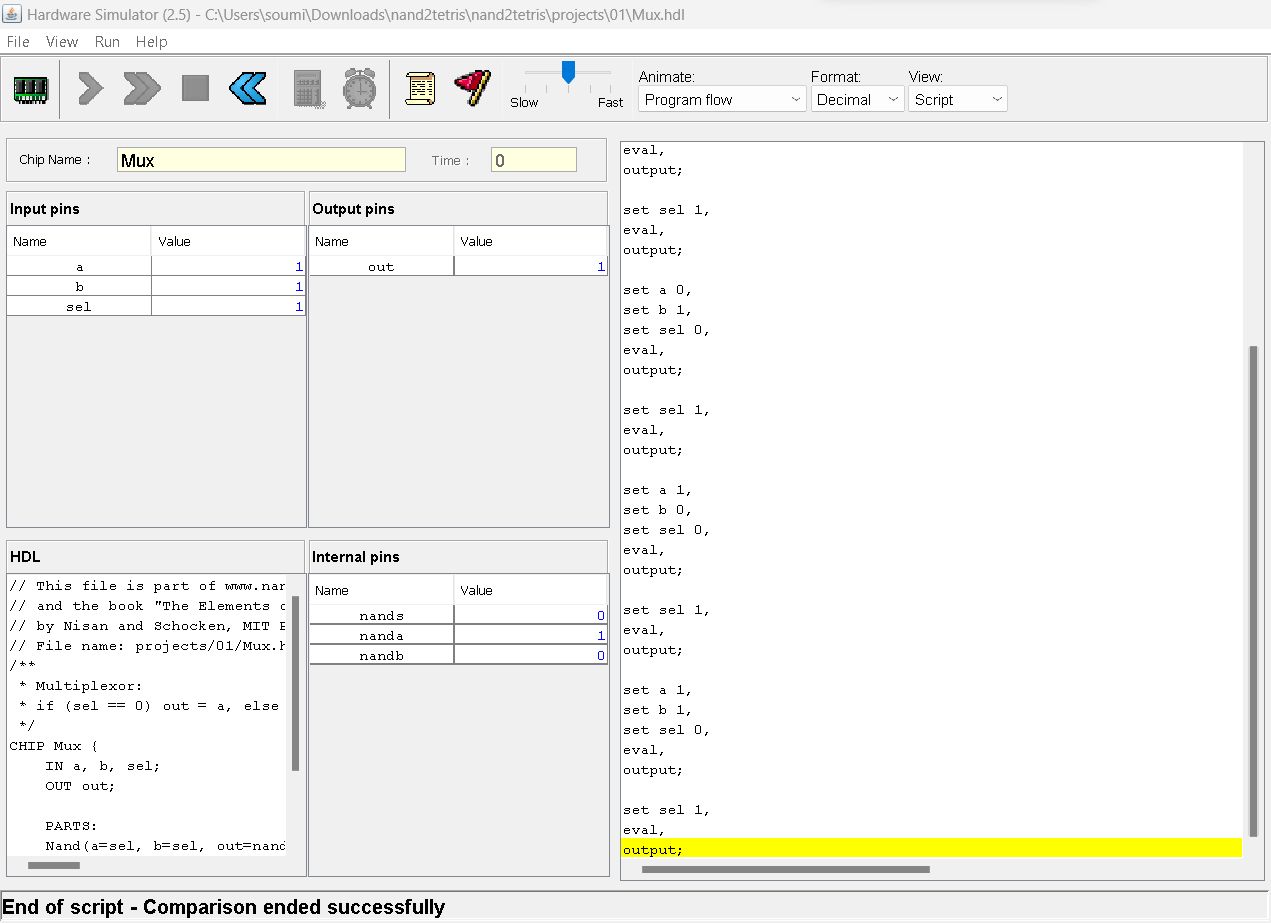 Hardware Simulator (2.5) - C:\Users\soumi\Downloads\nand2tetris\nand2tetris\projects\01\Mux.hdl
File View Run Help
Slow Fast
Animate: Format: View:
Program flow Decimal Script
Chip Name : Mux Time : 0
Input pins
Name Value
a 1
b 1
sel 1
Output pins
Name Value
out 1
HDL
// This file is part of www.nan
// and the book "The Elements o
// by Nisan and Schocken, MIT P
// File name: projects/01/Mux.h
/**
* Multiplexor:
* if (sel == 0) out = a, else
*/
CHIP Mux {
IN a, b, sel;
OUT out;
PARTS:
Nand(a=sel, b=sel, out=nand
Internal pins
Name Value
nands 0
nanda 1
nandb 0
eval,
output;
set sel 1,
eval,
output;
set a 0,
set b 1,
set sel 0,
eval,
output;
set sel 1,
eval,
output;
set a 1,
set b 0,
set sel 0,
eval,
output;
set sel 1,
eval,
output;
set a 1,
set b 1,
set sel 0,
eval,
output;
set sel 1,
eval,
output;
End of script - Comparison ended successfully